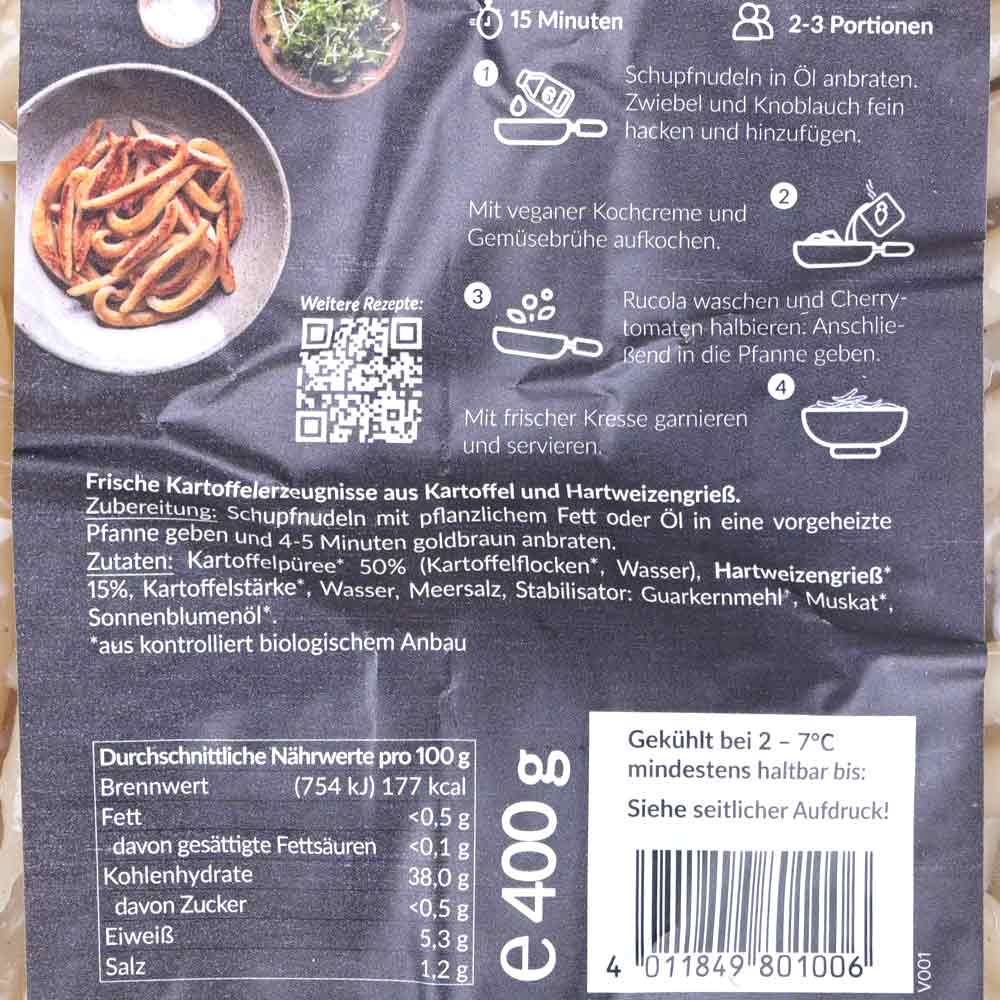 15 Minuten
2-3 Portionen
1
Schupfnudeln in Öl anbraten.
Zwiebel und Knoblauch fein
hacken und hinzufügen.
2
Mit veganer Kochcreme und
Gemüsebrühe aufkochen.
Weitere Rezepte:
3
Rucola waschen und Cherry-
tomaten halbieren. Anschlie-
ßend in die Pfanne geben.
4
Mit frischer Kresse garnieren
und servieren.
Frische Kartoffelerzeugnisse aus Kartoffel und Hartweizengrieß.
Zubereitung: Schupfnudeln mit pflanzlichem Fett oder Öl in eine vorgeheizte
Pfanne geben und 4-5 Minuten goldbraun anbraten.
Zutaten: Kartoffelpüree* 50% (Kartoffelflocken*, Wasser), Hartweizengrieß*
15%, Kartoffelstärke*, Wasser, Meersalz, Stabilisator: Guarkernmehl*, Muskat*,
Sonnenblumenöl*.
*aus kontrolliert biologischem Anbau
Durchschnittliche Nährwerte pro 100 g
Brennwert (754 kJ) 177 kcal
Fett <0,5 g
davon gesättigte Fettsäuren <0,1 g
Kohlenhydrate 38,0 g
davon Zucker <0,5 g
Eiweiß 5,3 g
Salz 1,2 g
e 400 g
Gekühlt bei 2 – 7°C
mindestens haltbar bis:
Siehe seitlicher Aufdruck!
4 011849 801006
V001